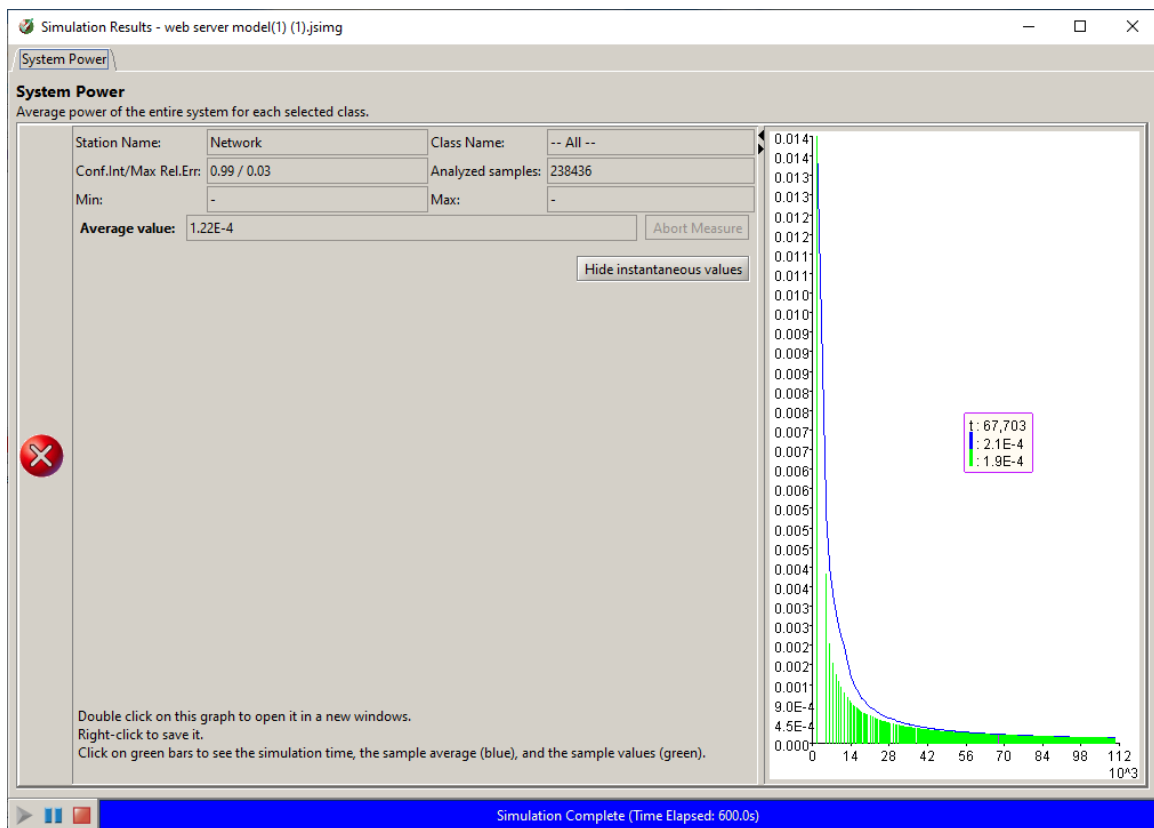 Simulation Results - web server model(1) (1).jsimg
System Power
System Power
Average power of the entire system for each selected class.
Station Name: Network Class Name: -- All --
Conf.Int/Max Rel.Err: 0.99 / 0.03 Analyzed samples: 238436
Min: - Max: -
Average value: 1.22E-4 Abort Measure
Hide instantaneous values
Double click on this graph to open it in a new windows.
Right-click to save it.
Click on green bars to see the simulation time, the sample average (blue), and the sample values (green).
0.014
0.014
0.013
0.013
0.012
0.012
0.011
0.011
0.010
0.010
0.009
0.009
0.009
0.008
0.008
0.007
0.007
0.006
0.006
0.005
0.005
0.005
0.004
0.004
0.003
0.003
0.002
0.002
0.001
9.0E-4
4.5E-4
0.000
t : 67,703
: 2.1E-4
: 1.9E-4
0 14 28 42 56 70 84 98 112
10^3
Simulation Complete (Time Elapsed: 600.0s)